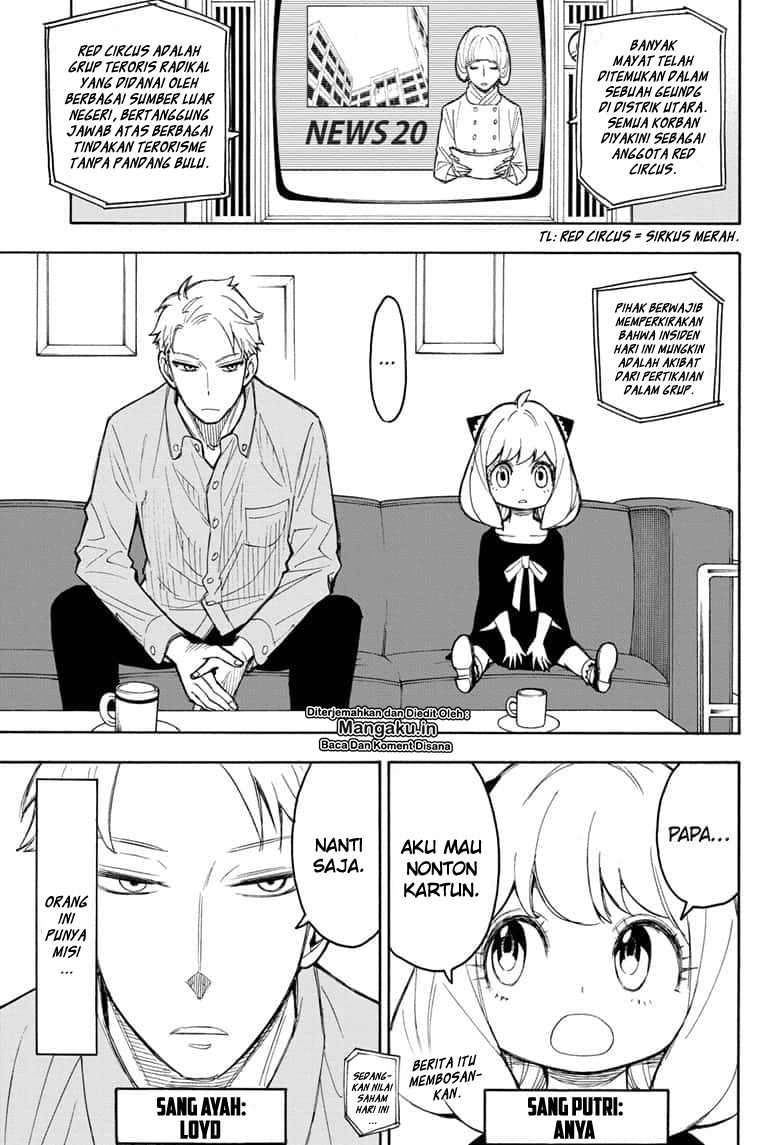 BANYAK
MAYAT TELAH
DITEMUKAN DALAM
SEBUAH GEUNDG
DI DISTRIK UTARA.
SEMUA KORBAN
DIYAKINI SEBAGAI
ANGGOTA RED
CIRCUS.
NEWS 20
RED CIRCUS ADALAH
GRUP TERORIS RADIKAL
YANG DIDANAI OLEH
BERBAGAI SUMBER LUAR
NEGERI, BERTANGGUNG
JAWAB ATAS BERBAGAI
TINDAKAN TERORISME
TANPA PANDANG BULU.
TL: RED CIRCUS = SIRKUS MERAH.
PIHAK BERWAJIB
MEMPERKIRAKAN
BAHWA INSIDEN
HARI INI MUNGKIN
ADALAH AKIBAT
DARI PERTIKAIAN
DALAM GRUP.
...
Diterjemahkan dan Diedit Oleh :
Mangaku.in
Baca Dan Koment Disana
PAPA...
AKU MAU
NONTON
KARTUN.
BERITA ITU
MEMBOSAN-
KAN.
SANG PUTRI:
ANYA
NANTI
SAJA.
ORANG
INI
PUNYA
MISI
...
SEDANG-
KAN NILAI
SAHAM
HARI INI
...
SANG AYAH:
LOYD